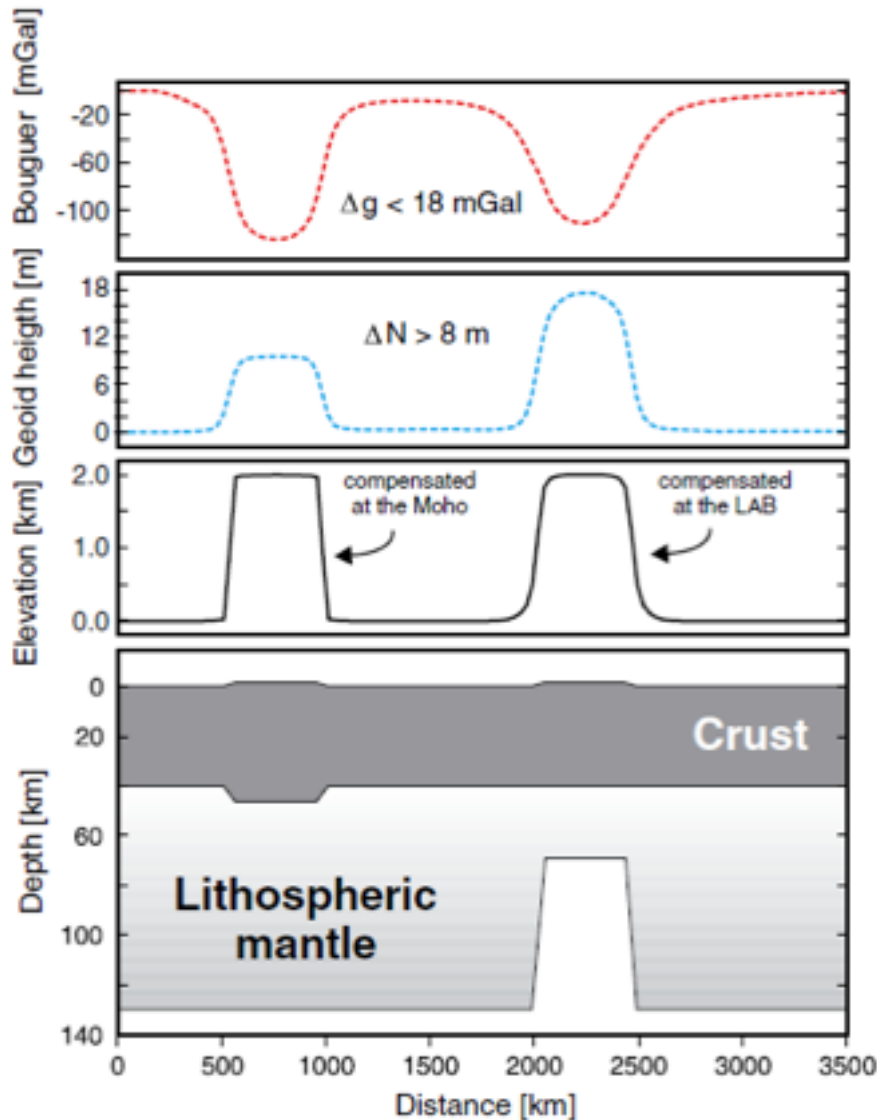 Bouguer [mGal]
-20
-60
-100
Δg < 18 mGal
Geoid heigth [m]
18
12
6
0
ΔN > 8 m
Elevation [km]
2.0
1.0
0.0
compensated
at the Moho
compensated
at the LAB
Depth [km]
0
20
60
100
140
Crust
Lithospheric
mantle
0
500
1000
1500
2000
2500
3000
3500
Distance [km]